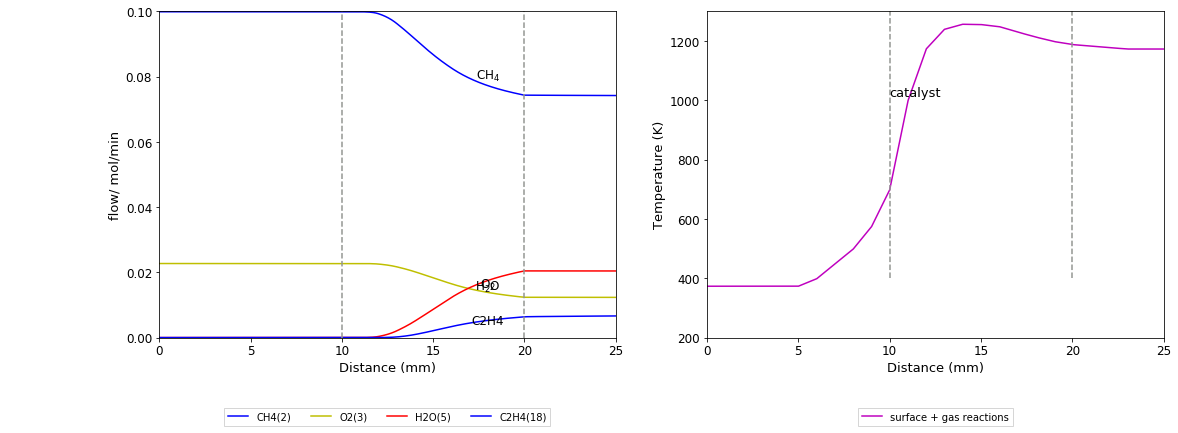 0.10
0.08
0.06
0.04
0.02
0.00
flow/ mol/min
CH4
O2
H2O
C2H4
0 5 10 15 20 25
Distance (mm)
CH4(2) O2(3) H2O(5) C2H4(18)
1200
1000
800
600
400
200
Temperature (K)
catalyst
0 5 10 15 20 25
Distance (mm)
surface + gas reactions